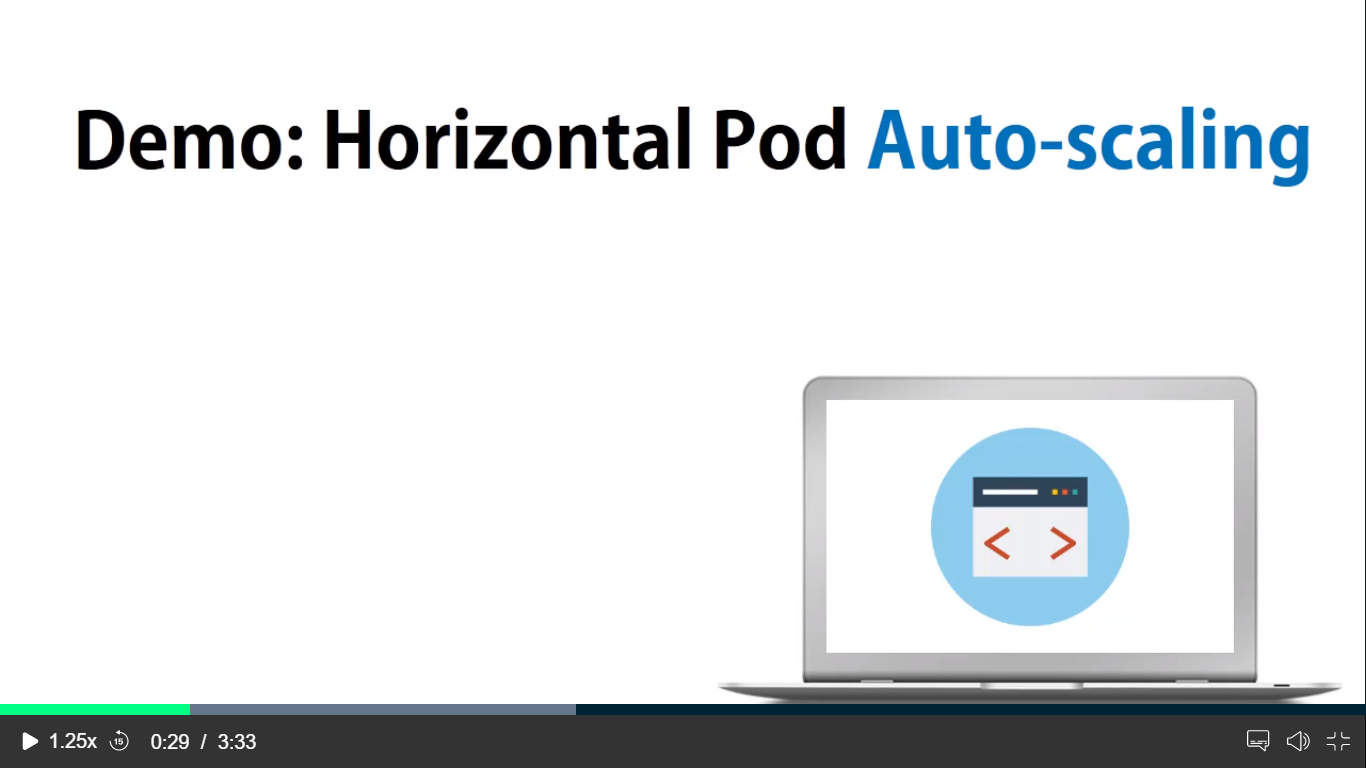 Demo: Horizontal Pod Auto-scaling
< >
1.25x 15 0:29 / 3:33